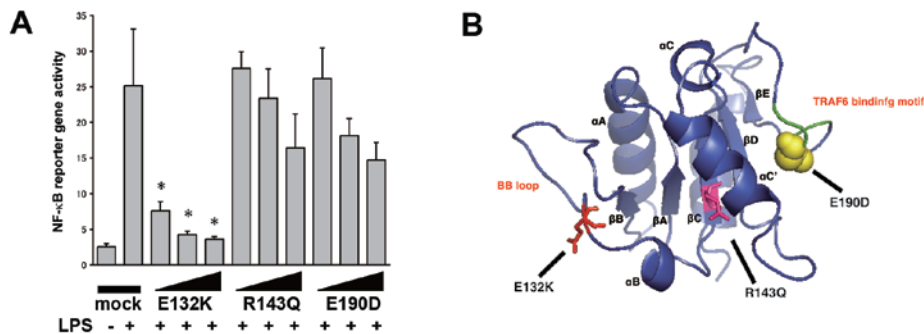 A
NF-κB reporter gene activity
35
30
25
20
15
10
5
0
* * *
mock E132K R143Q E190D
LPS - + + + + + + + + + +
B
αC
βE
TRAF6 bindinfg motif
αA
βD
BB loop
αC'
E190D
βB βA βC
E132K
αB
R143Q